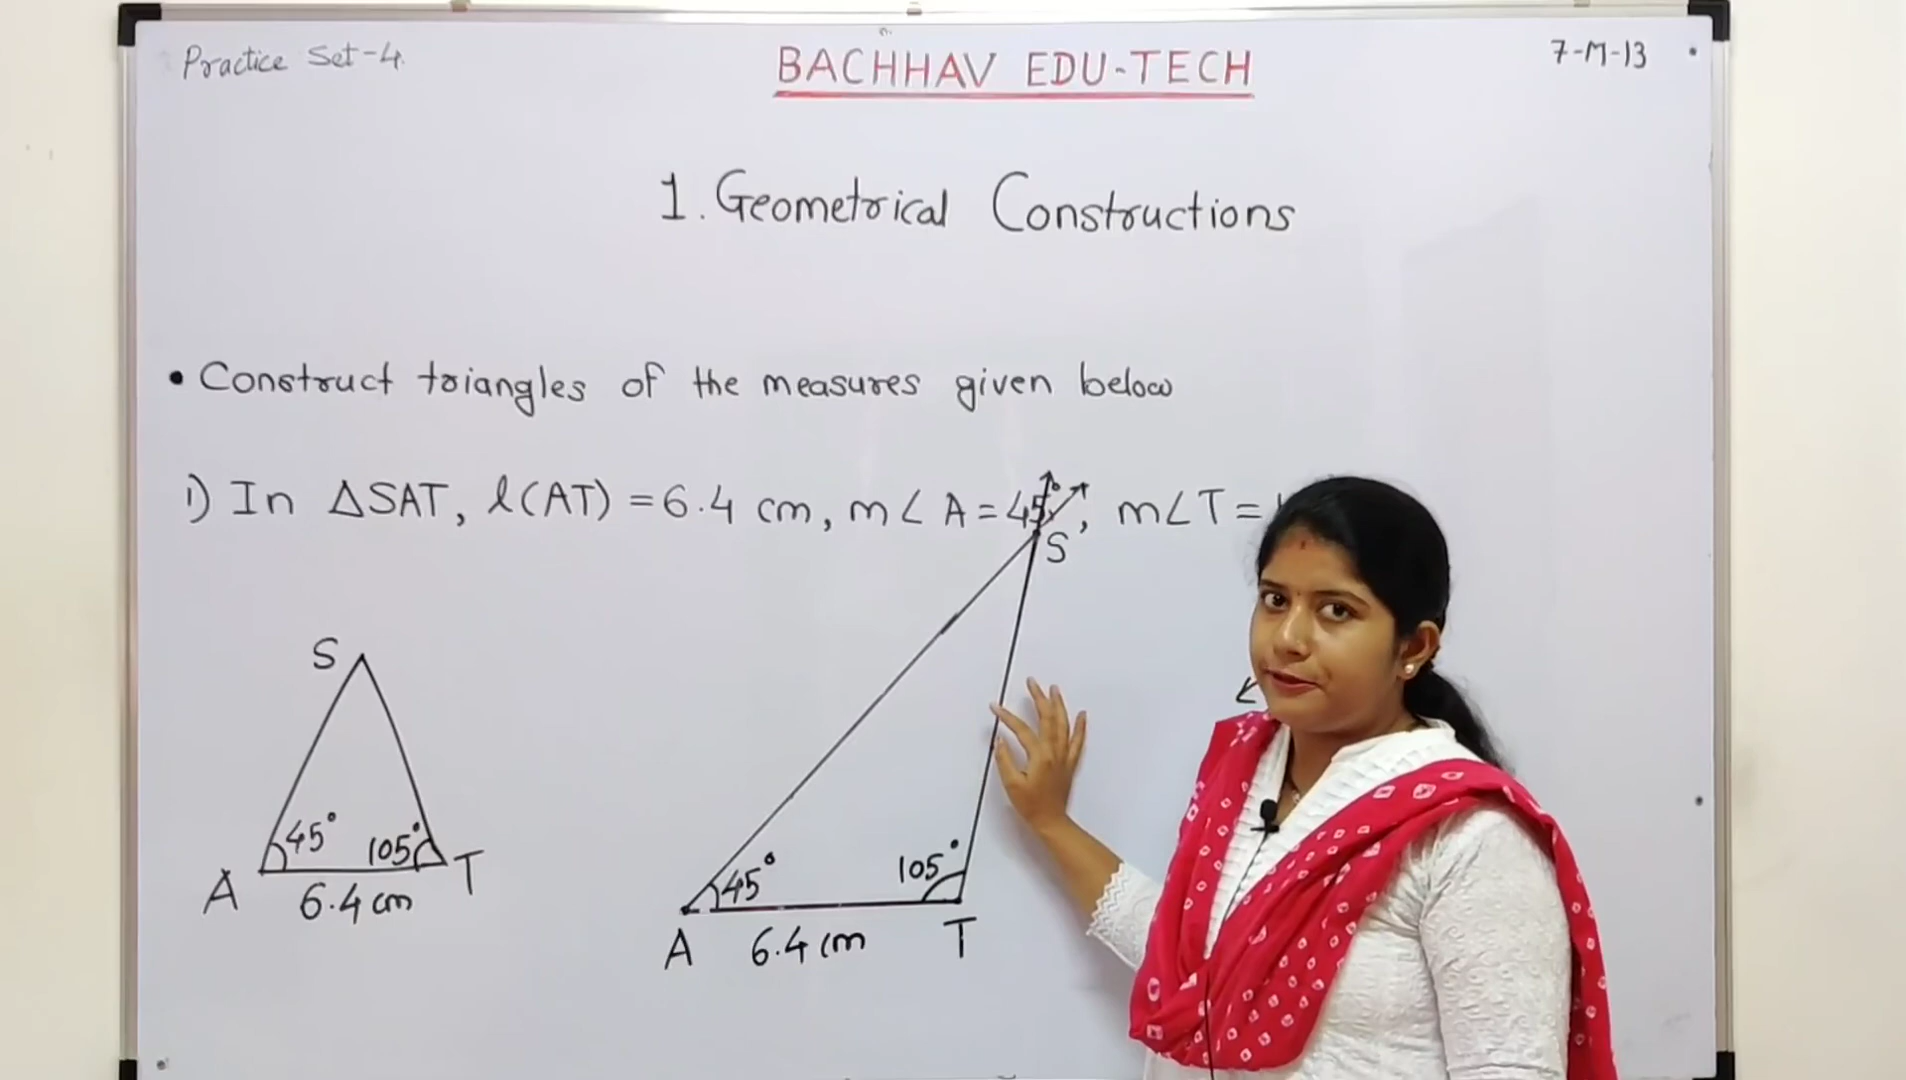 Practice Set-4.
BACHHAV EDU-TECH
7-M-13
1. Geometrical Constructions
• Construct triangles of the measures given below
1) In ΔSAT, l(AT) = 6.4 cm, m∠A = 45°, m∠T =
S
S
45° 105°
A 6.4 cm T
45° 105°
A 6.4 cm T